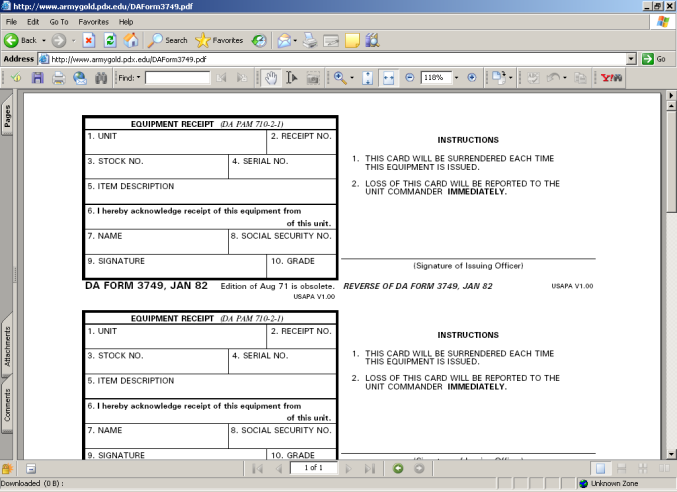 http://www.armygold.pdx.edu/DAForm3749.pdf
File Edit Go To Favorites Help
Back Search Favorites
Address http://www.armygold.pdx.edu/DAForm3749.pdf Go
Find: 118% Y!
Pages
EQUIPMENT RECEIPT (DA PAM 710-2-1)
1. UNIT 2. RECEIPT NO.
3. STOCK NO. 4. SERIAL NO.
5. ITEM DESCRIPTION
6. I hereby acknowledge receipt of this equipment from
of this unit.
7. NAME 8. SOCIAL SECURITY NO.
9. SIGNATURE 10. GRADE
DA FORM 3749, JAN 82 Edition of Aug 71 is obsolete.
USAPA V1.00
INSTRUCTIONS
1. THIS CARD WILL BE SURRENDERED EACH TIME
THIS EQUIPMENT IS ISSUED.
2. LOSS OF THIS CARD WILL BE REPORTED TO THE
UNIT COMMANDER IMMEDIATELY.
(Signature of Issuing Officer)
REVERSE OF DA FORM 3749, JAN 82 USAPA V1.00
EQUIPMENT RECEIPT (DA PAM 710-2-1)
1. UNIT 2. RECEIPT NO.
3. STOCK NO. 4. SERIAL NO.
5. ITEM DESCRIPTION
6. I hereby acknowledge receipt of this equipment from
of this unit.
7. NAME 8. SOCIAL SECURITY NO.
9. SIGNATURE 10. GRADE
INSTRUCTIONS
1. THIS CARD WILL BE SURRENDERED EACH TIME
THIS EQUIPMENT IS ISSUED.
2. LOSS OF THIS CARD WILL BE REPORTED TO THE
UNIT COMMANDER IMMEDIATELY.
Attachments
Comments
1 of 1
Downloaded (0 B) : Unknown Zone